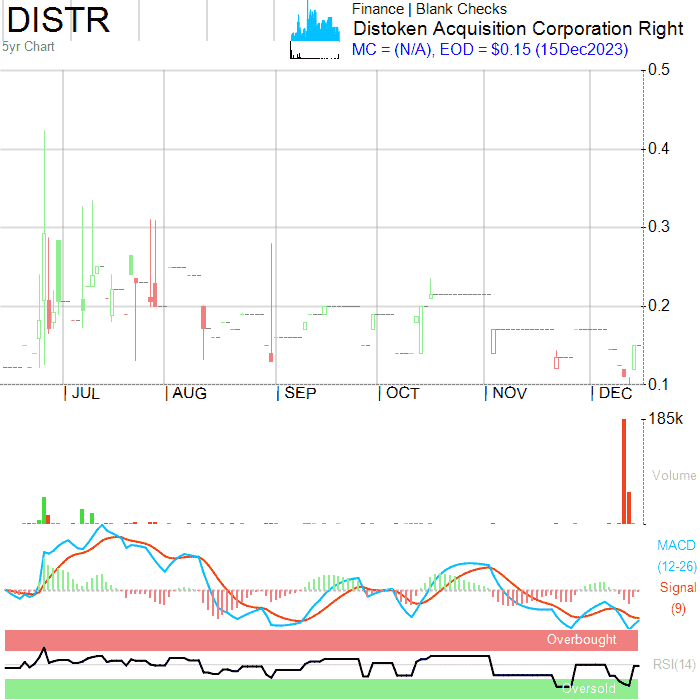 DISTR
5yr Chart
Finance | Blank Checks
Distoken Acquisition Corporation Right
MC = (N/A), EOD = $0.15 (15Dec2023)
0.5
0.4
0.3
0.2
0.1
JUL
AUG
SEP
OCT
NOV
DEC
185k
Volume
MACD
(12-26)
Signal
(9)
Overbought
RSI(14)
Oversold